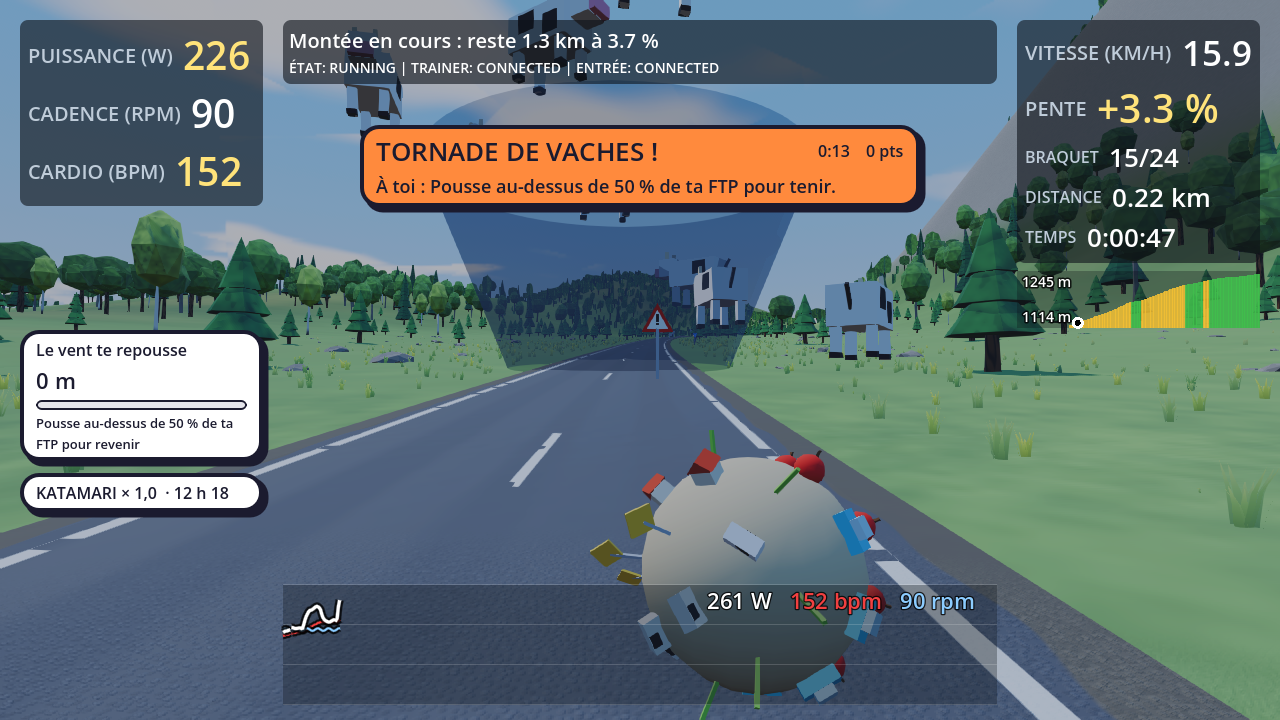 PUISSANCE (W) 226
CADENCE (RPM) 90
CARDIO (BPM) 152
Montée en cours : reste 1.3 km à 3.7 %
ÉTAT: RUNNING | TRAINER: CONNECTED | ENTRÉE: CONNECTED
VITESSE (KM/H) 15.9
PENTE +3.3 %
BRAQUET 15/24
DISTANCE 0.22 km
TEMPS 0:00:47
1245 m
1114 m
TORNADE DE VACHES ! 0:13 0 pts
À toi : Pousse au-dessus de 50 % de ta FTP pour tenir.
Le vent te repousse
0 m
Pousse au-dessus de 50 % de ta
FTP pour revenir
KATAMARI × 1,0 · 12 h 18
261 W 152 bpm 90 rpm